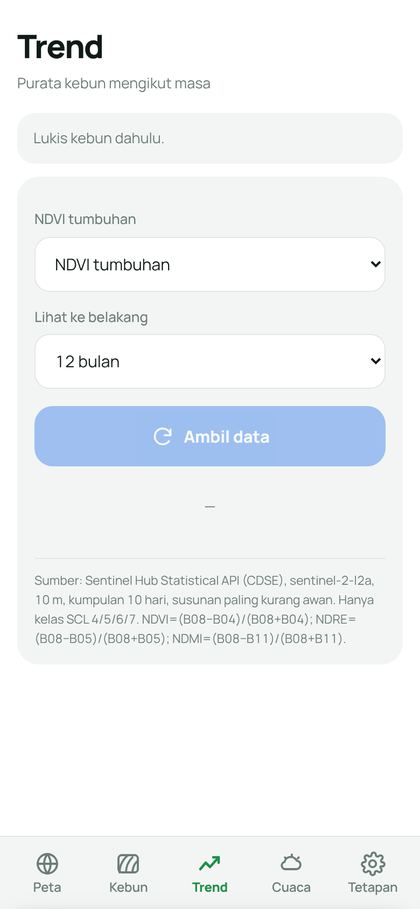 Trend
Purata kebun mengikut masa
Lukis kebun dahulu.
NDVI tumbuhan
NDVI tumbuhan
Lihat ke belakang
12 bulan
Ambil data
—
Sumber: Sentinel Hub Statistical API (CDSE), sentinel-2-l2a,
10 m, kumpulan 10 hari, susunan paling kurang awan. Hanya
kelas SCL 4/5/6/7. NDVI=(B08−B04)/(B08+B04); NDRE=
(B08−B05)/(B08+B05); NDMI=(B08−B11)/(B08+B11).
Peta
Kebun
Trend
Cuaca
Tetapan